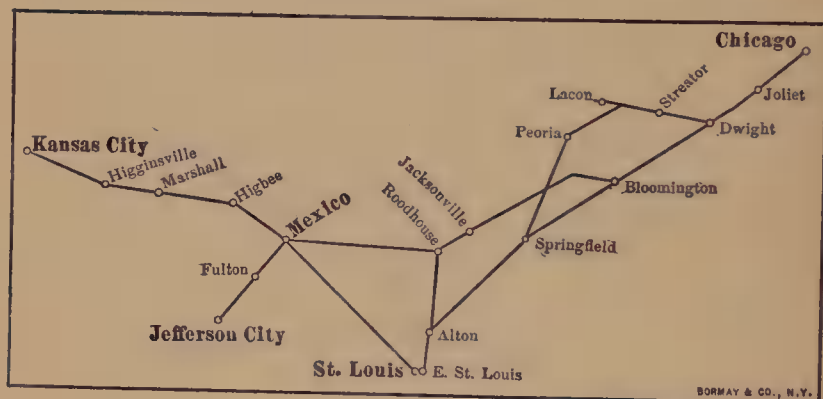 Chicago
Joliet
Streator
Lacon
Dwight
Peoria
Kansas City
Higginsville
Marshall
Higbee
Jacksonville
Bloomington
Mexico
Roodhouse
Springfield
Fulton
Jefferson City
Alton
St. Louis
E. St. Louis
BORMAY & CO., N.Y.